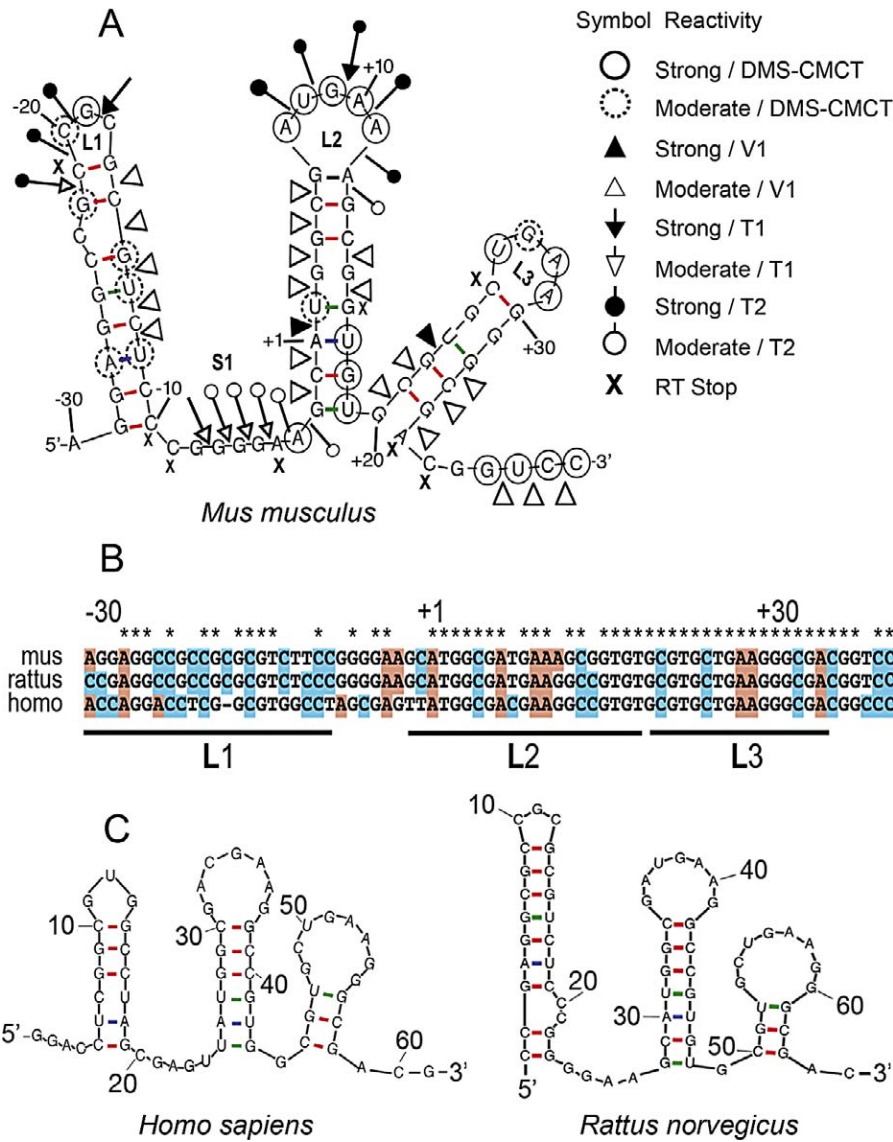 A
Symbol Reactivity
Strong / DMS-CMCT
Moderate / DMS-CMCT
Strong / V1
Moderate / V1
Strong / T1
Moderate / T1
Strong / T2
Moderate / T2
X RT Stop
-20
L1
+10
L2
L3
+1
S1
-10
+30
-30
5'-A
+20
-3'
Mus musculus
B
-30 +1 +30
mus AGGAGGCCGCCGCGCGTCTTCCGGGGAAGCATGGCGATGAAAGCGGTGTGCGTGCTGAAGGGCGACGGTCC
rattus CCGAGGCCGCCGCGCGTCTCCCGGGGAAGCATGGCGATGAAGGCCGTGTGCGTGCTGAAGGGCGACGGTCC
homo ACCAGGACCTCG-GCGTGGCCTAGCGAGTTATGGCGACGAAGGCCGTGTGCGTGCTGAAGGGCGACGGCCC
L1 L2 L3
C
10
20
30
40
50
60
5'
3'
Homo sapiens
10
20
30
40
50
60
5'
3'
Rattus norvegicus